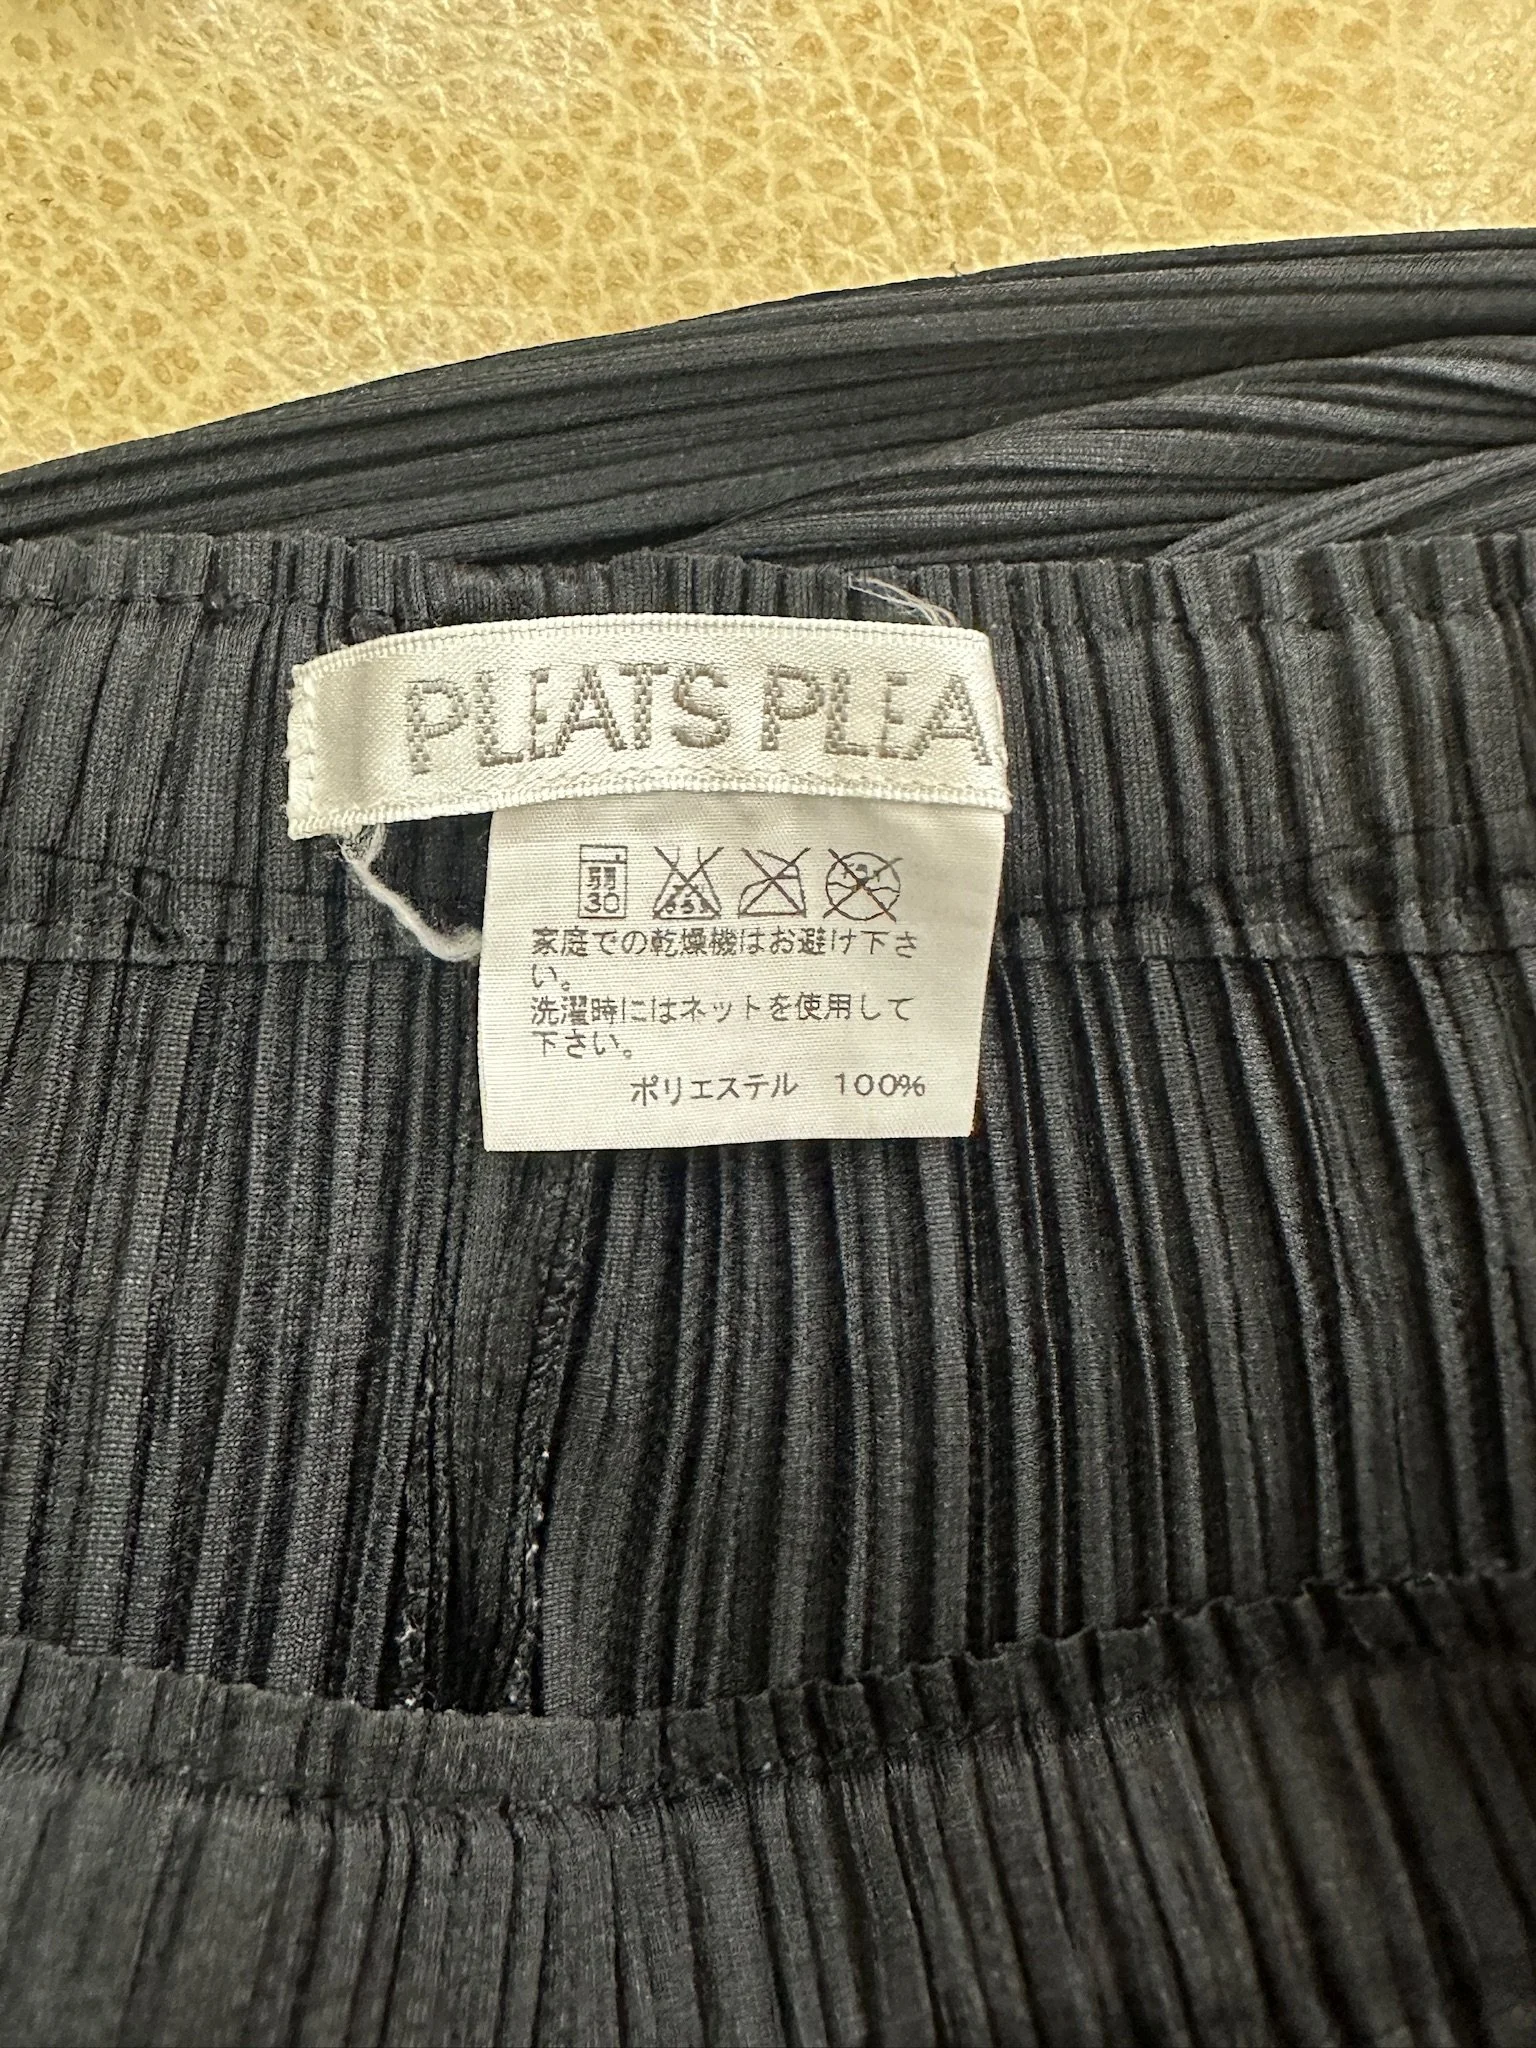 PLEATS PLEA
弱
30
家庭での乾燥機はお避け下さ
い。
洗濯時にはネットを使用して
下さい。
ポリエステル 100%